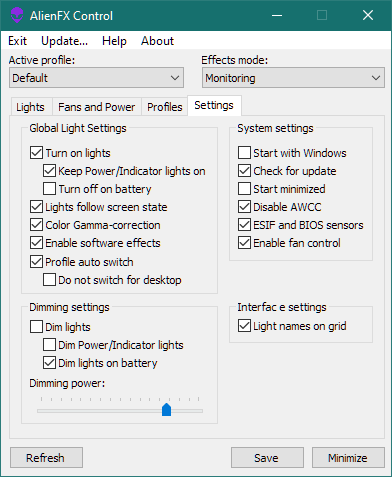 AlienFX Control
Exit Update... Help About
Active profile: Effects mode:
Default Monitoring
Lights Fans and Power Profiles Settings
Global Light Settings
Turn on lights
Keep Power/Indicator lights on
Turn off on battery
Lights follow screen state
Color Gamma-correction
Enable software effects
Profile auto switch
Do not switch for desktop
System settings
Start with Windows
Check for update
Start minimized
Disable AWCC
ESIF and BIOS sensors
Enable fan control
Dimming settings
Dim lights
Dim Power/Indicator lights
Dim lights on battery
Dimming power:
Interfac e settings
Light names on grid
Refresh Save Minimize